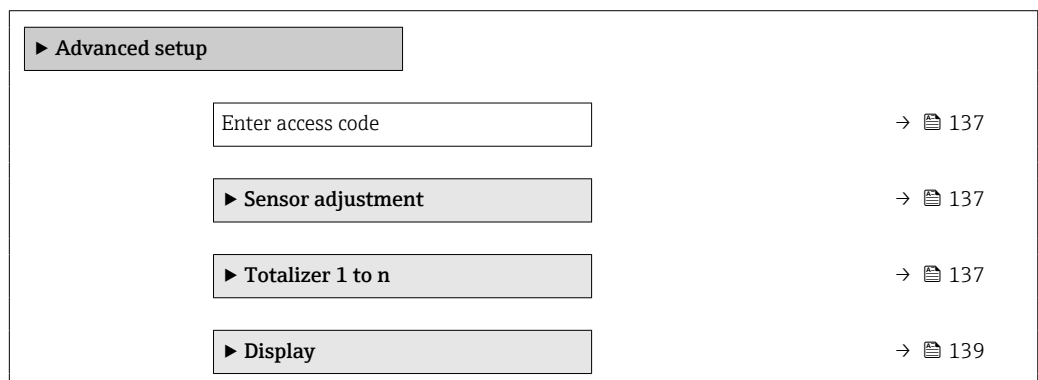 ▶ Advanced setup
Enter access code → 137
▶ Sensor adjustment → 137
▶ Totalizer 1 to n → 137
▶ Display → 139